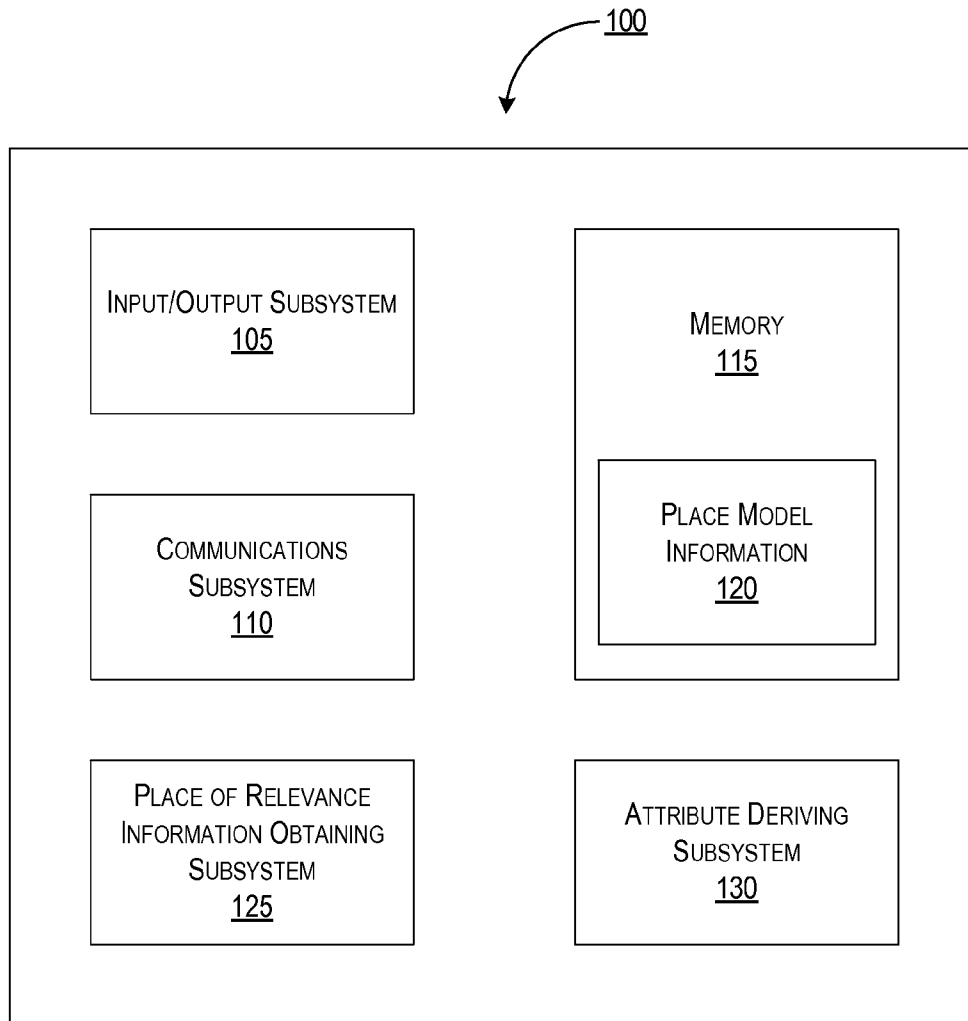 100
INPUT/OUTPUT SUBSYSTEM
105
MEMORY
115
PLACE MODEL
INFORMATION
120
COMMUNICATIONS
SUBSYSTEM
110
PLACE OF RELEVANCE
INFORMATION OBTAINING
SUBSYSTEM
125
ATTRIBUTE DERIVING
SUBSYSTEM
130